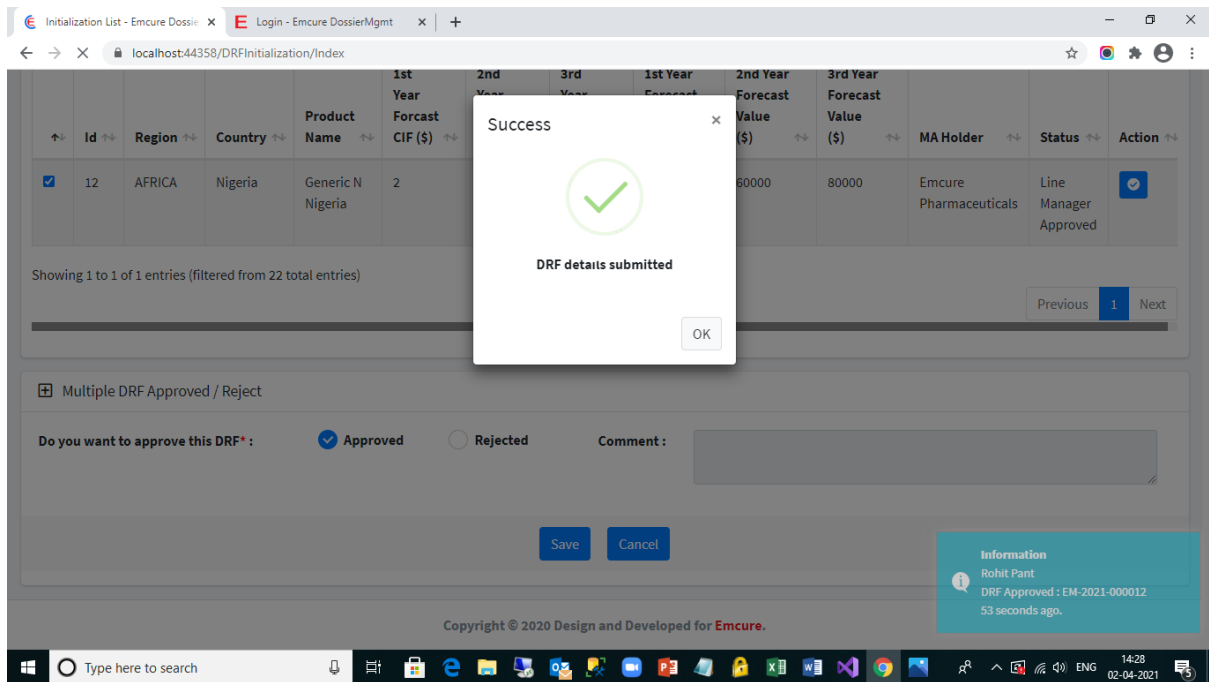 Initialization List - Emcure Dossie
Login - Emcure DossierMgmt
localhost:44358/DRFInitialization/Index
Id
Region
Country
Product Name
1st Year Forcast CIF ($)
2nd
3rd
1st Year
2nd Year Forecast Value ($)
3rd Year Forecast Value ($)
MA Holder
Status
Action
12
AFRICA
Nigeria
Generic N
Nigeria
2
60000
80000
Emcure
Pharmaceuticals
Line
Manager
Approved
Success
×
DRF details submitted
OK
Showing 1 to 1 of 1 entries (filtered from 22 total entries)
Previous 1 Next
Multiple DRF Approved / Reject
Do you want to approve this DRF* :
Approved
Rejected
Comment :
Save
Cancel
Information
Rohit Pant
DRF Approved : EM-2021-000012
53 seconds ago.
Copyright © 2020 Design and Developed for Emcure.
Type here to search
ENG
14:28
02-04-2021
5